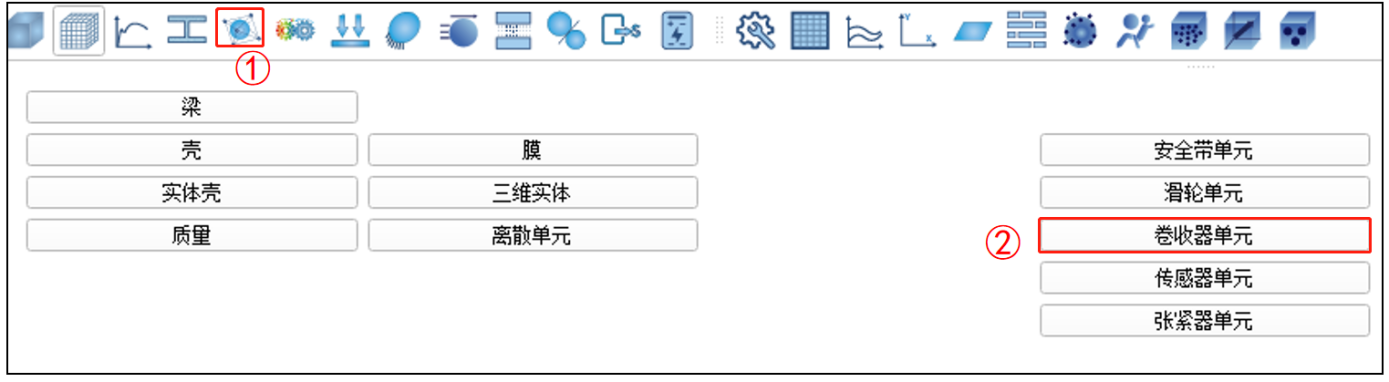 ①
梁
壳 膜 安全带单元
实体壳 三维实体 滑轮单元
质量 离散单元 ② 卷收器单元
传感器单元
张紧器单元